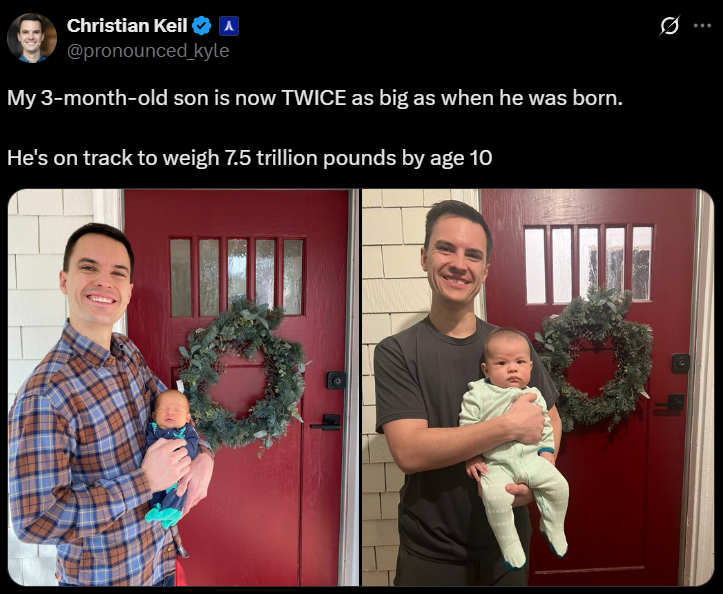 Christian Keil
@pronounced_kyle
My 3-month-old son is now TWICE as big as when he was born.
He's on track to weigh 7.5 trillion pounds by age 10